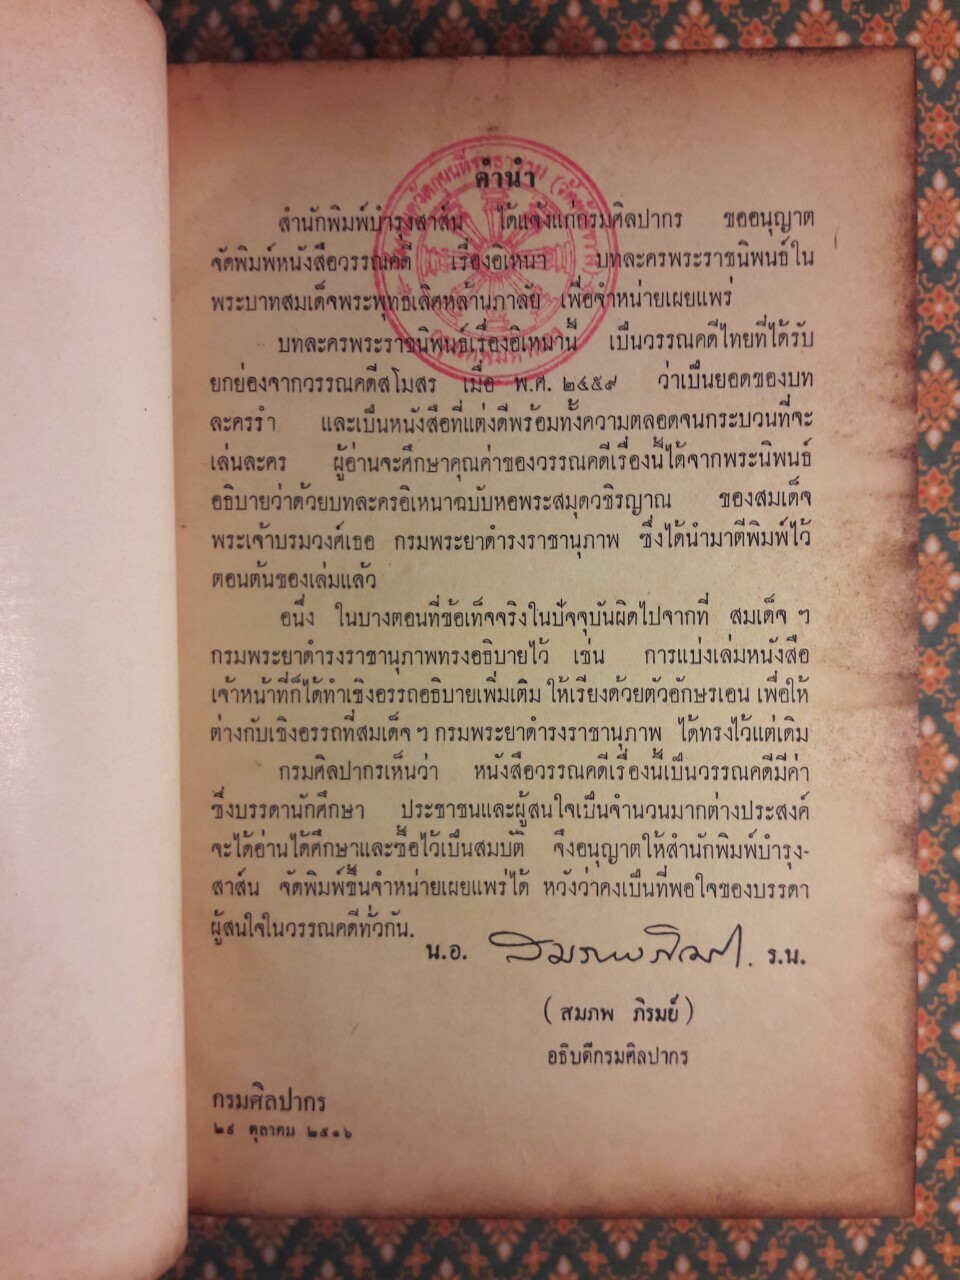 คำนำ
สำนักพิมพ์บำรุงสาส์น ได้แจ้งแก่กรมศิลปากร ขออนุญาต
จัดพิมพ์หนังสือวรรณคดี เรื่องอิเหนา บทละครพระราชนิพนธ์ใน
พระบาทสมเด็จพระพุทธเลิศหล้านภาลัย เพื่อจำหน่ายเผยแพร่
บทละครพระราชนิพนธ์เรื่องอิเหนานี้ เป็นวรรณคดีไทยที่ได้รับ
ยกย่องจากวรรณคดีสโมสร เมื่อ พ.ศ. ๒๔๕๙ ว่าเป็นยอดของบท
ละครรำ และเป็นหนังสือที่แต่งดีพร้อมทั้งความตลอดจนกระบวนที่จะ
เล่นละคร ผู้อ่านจะศึกษาคุณค่าของวรรณคดีเรื่องนี้ได้จากพระนิพนธ์
อธิบายว่าด้วยบทละครอิเหนาฉบับหอพระสมุดวชิรญาณ ของสมเด็จ
พระเจ้าบรมวงศ์เธอ กรมพระยาดำรงราชานุภาพ ซึ่งได้นำมาตีพิมพ์ไว้
ตอนต้นของเล่มแล้ว
อนึ่ง ในบางตอนที่ข้อเท็จจริงในปัจจุบันผิดไปจากที่ สมเด็จ ฯ
กรมพระยาดำรงราชานุภาพทรงอธิบายไว้ เช่น การแบ่งเล่มหนังสือ
เจ้าหน้าที่ก็ได้ทำเชิงอรรถอธิบายเพิ่มเติม ให้เรียงด้วยตัวอักษรเอน เพื่อให้
ต่างกับเชิงอรรถที่สมเด็จ ฯ กรมพระยาดำรงราชานุภาพ ได้ทรงไว้แต่เดิม
กรมศิลปากรเห็นว่า หนังสือวรรณคดีเรื่องนี้เป็นวรรณคดีมีค่า
ซึ่งบรรดานักศึกษา ประชาชนและผู้สนใจเป็นจำนวนมากต่างประสงค์
จะได้อ่านได้ศึกษาและซื้อไว้เป็นสมบัติ จึงอนุญาตให้สำนักพิมพ์บำรุง-
สาส์น จัดพิมพ์ขึ้นจำหน่ายเผยแพร่ได้ หวังว่าคงเป็นที่พอใจของบรรดา
ผู้สนใจในวรรณคดีทั่วกัน.
น.อ. สมภพ ภิรมย์. ร.น.
(สมภพ ภิรมย์)
อธิบดีกรมศิลปากร
กรมศิลปากร
๒๙ ตุลาคม ๒๕๑๖